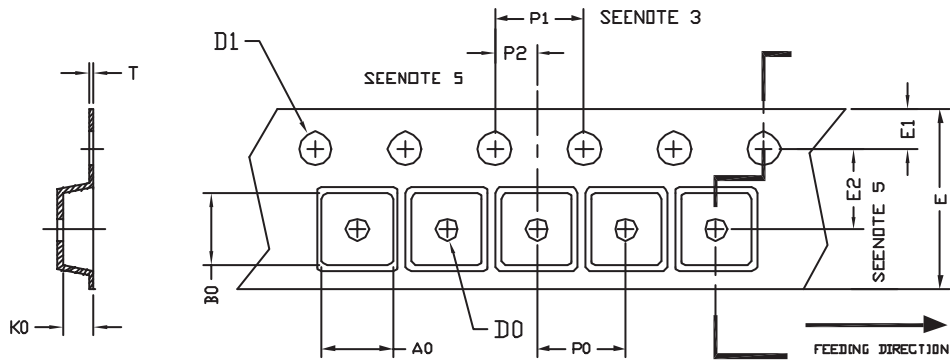 P1
SEENOTE 3
D1
P2
T
SEENOTE 5
E1
E2
E
SEENOTE 5
B0
K0
A0
D0
P0
FEEDING DIRECTION